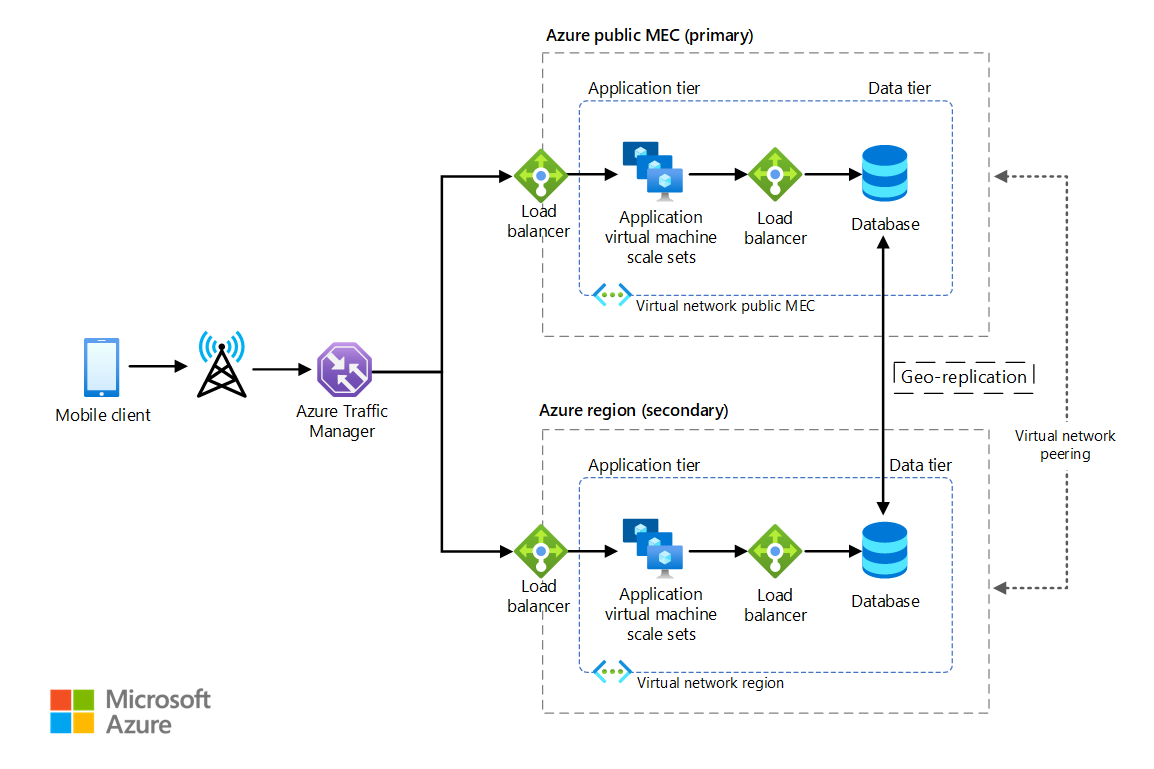 Azure public MEC (primary)
Application tier
Data tier
Load
balancer
Application
virtual machine
scale sets
Load
balancer
Database
Virtual network public MEC
Mobile client
Azure Traffic
Manager
Geo-replication
Virtual network
peering
Azure region (secondary)
Application tier
Data tier
Load
balancer
Application
virtual machine
scale sets
Load
balancer
Database
Virtual network region
Microsoft
Azure